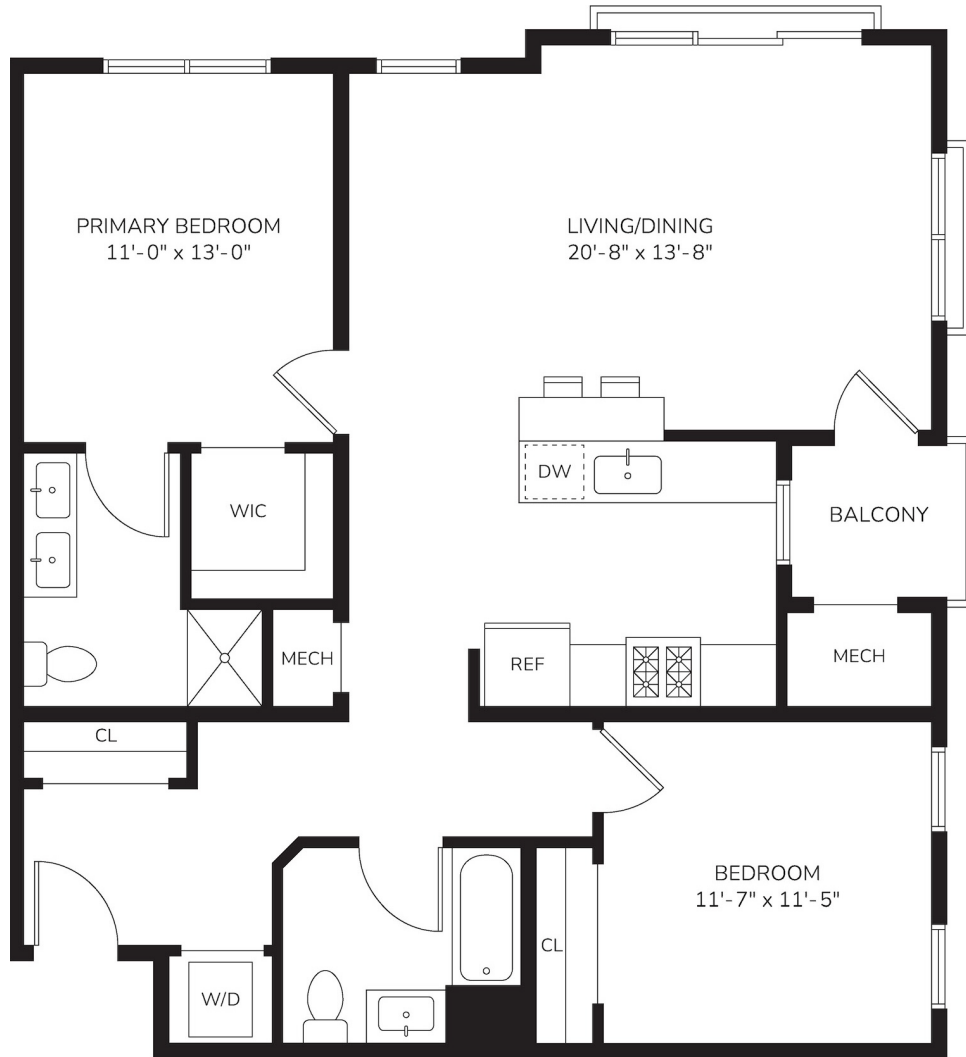 PRIMARY BEDROOM
11'-0" x 13'-0"
LIVING/DINING
20'-8" x 13'-8"
DW
WIC
BALCONY
MECH
REF
MECH
CL
BEDROOM
11'-7" x 11'-5"
CL
W/D